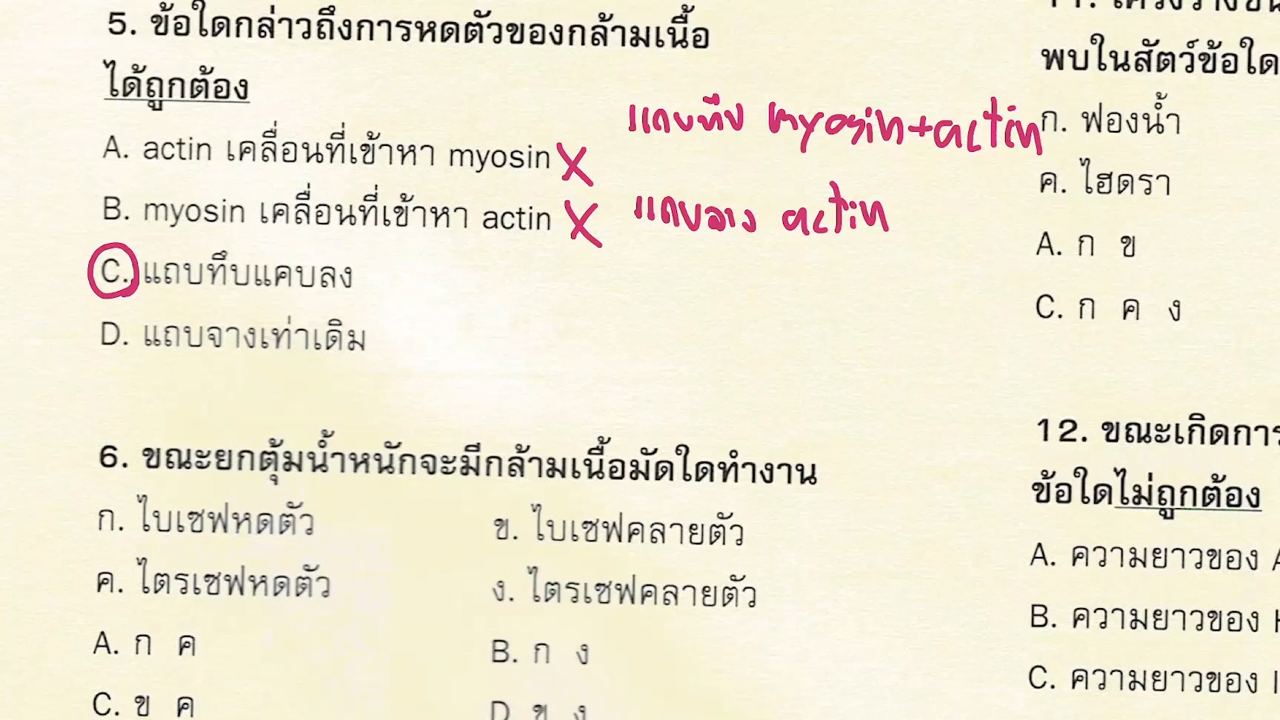 5. ข้อใดกล่าวถึงการหดตัวของกล้ามเนื้อ
ได้ถูกต้อง
A. actin เคลื่อนที่เข้าหา myosin X
B. myosin เคลื่อนที่เข้าหา actin X
C. แถบทึบแคบลง
D. แถบจางเท่าเดิม
แถบทึบ myosin+actin
แถบจาง actin
6. ขณะยกตุ้มน้ำหนักจะมีกล้ามเนื้อมัดใดทำงาน
ก. ไบเซฟหดตัว ข. ไบเซฟคลายตัว
ค. ไตรเซฟหดตัว ง. ไตรเซฟคลายตัว
A. ก ค B. ก ง
C. ข ค D. ข ง
พบในสัตว์ข้อใด
ก. ฟองน้ำ
ค. ไฮดรา
A. ก ข
C. ก ค ง
12. ขณะเกิดการ
ข้อใดไม่ถูกต้อง
A. ความยาวของ
B. ความยาวของ
C. ความยาวของ